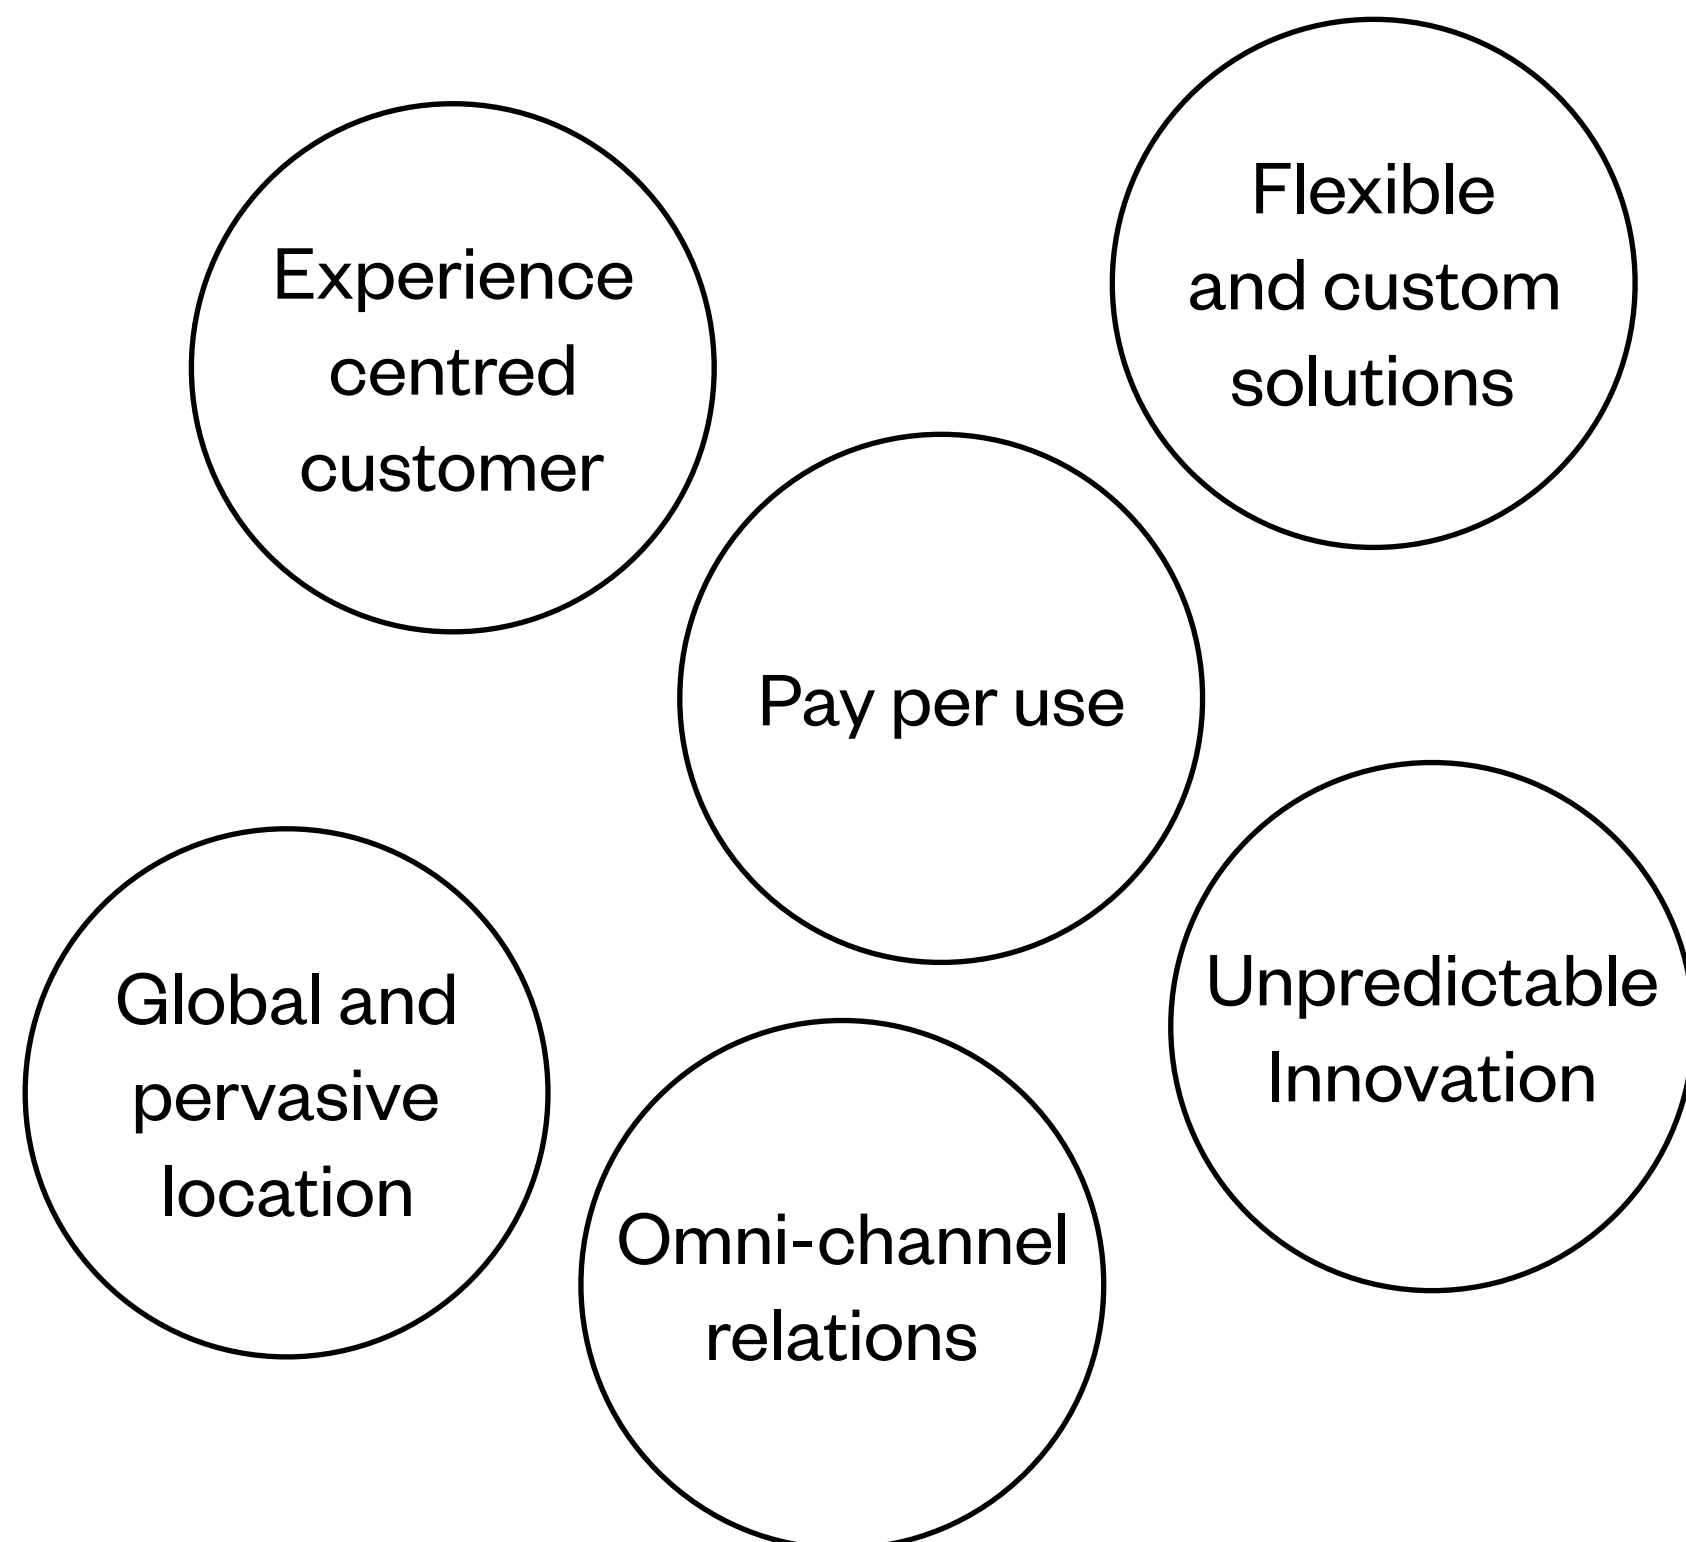 Experience
centred
customer
Flexible
and custom
solutions
Pay per use
Global and
pervasive
location
Omni-channel
relations
Unpredictable
Innovation